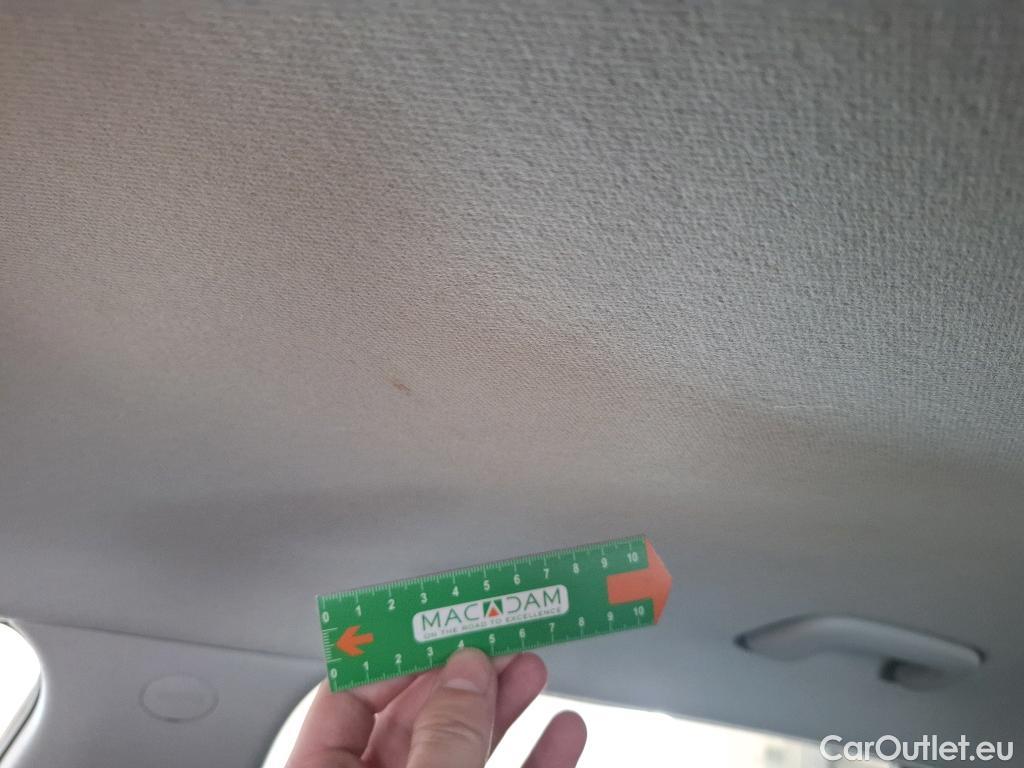 0 1 2 3 4 5 6 7 8 9 10
MACADAM
ON THE ROAD TO EXCELLENCE
0 1 2 3 4 5 6 7 8 9 10
CarOutlet.eu